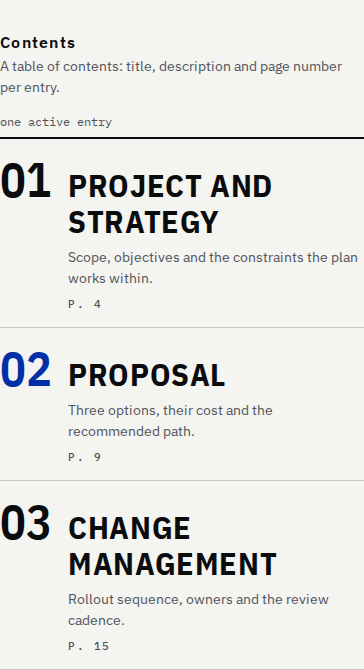 Contents
A table of contents: title, description and page number
per entry.
one active entry
01 PROJECT AND
STRATEGY
Scope, objectives and the constraints the plan
works within.
P. 4
02 PROPOSAL
Three options, their cost and the
recommended path.
P. 9
03 CHANGE
MANAGEMENT
Rollout sequence, owners and the review
cadence.
P. 15